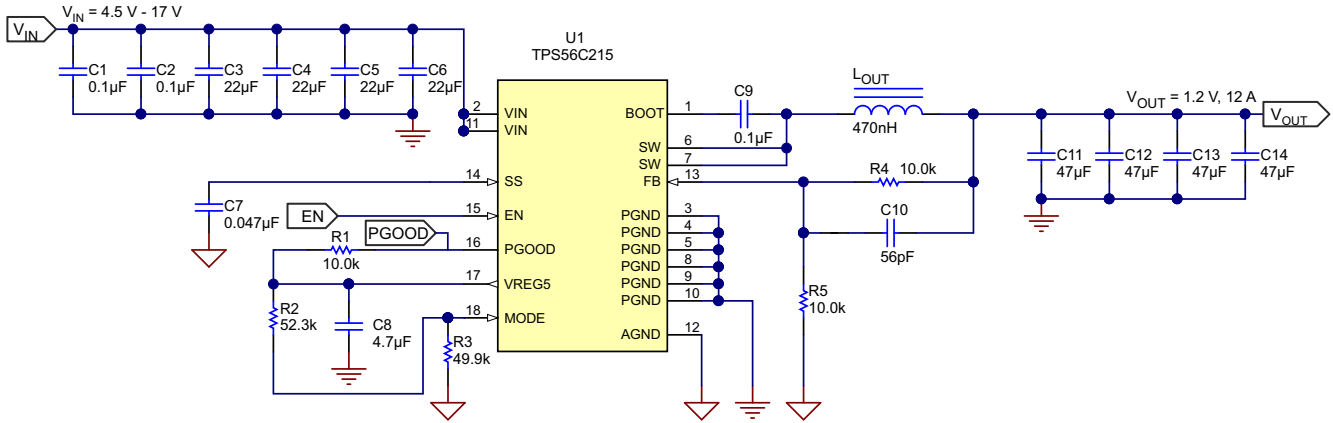 V_IN
V_IN = 4.5 V - 17 V
C1
0.1µF
C2
0.1µF
C3
22µF
C4
22µF
C5
22µF
C6
22µF
U1
TPS56C215
2
VIN
11
VIN
14
SS
15
EN
16
PGOOD
17
VREG5
18
MODE
BOOT
1
SW
6
SW
7
FB
13
PGND
3
PGND
4
PGND
5
PGND
8
PGND
9
PGND
10
AGND
12
C7
0.047µF
EN
PGOOD
R1
10.0k
R2
52.3k
C8
4.7µF
R3
49.9k
C9
0.1µF
L_OUT
470nH
R4
10.0k
C10
56pF
R5
10.0k
V_OUT = 1.2 V, 12 A
V_OUT
C11
47µF
C12
47µF
C13
47µF
C14
47µF